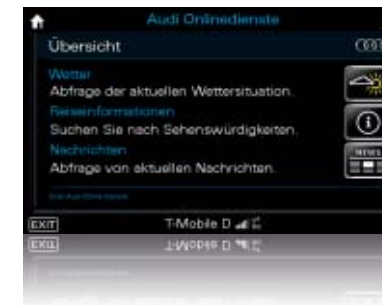 Audi Onlinedienste
Übersicht
Wetter
Abfrage der aktuellen Wettersituation.
Reiseinformationen
Suchen Sie nach Sehenswürdigkeiten.
Nachrichten
Abfrage von aktuellen Nachrichten.
NEWS
EXIT T-Mobile D